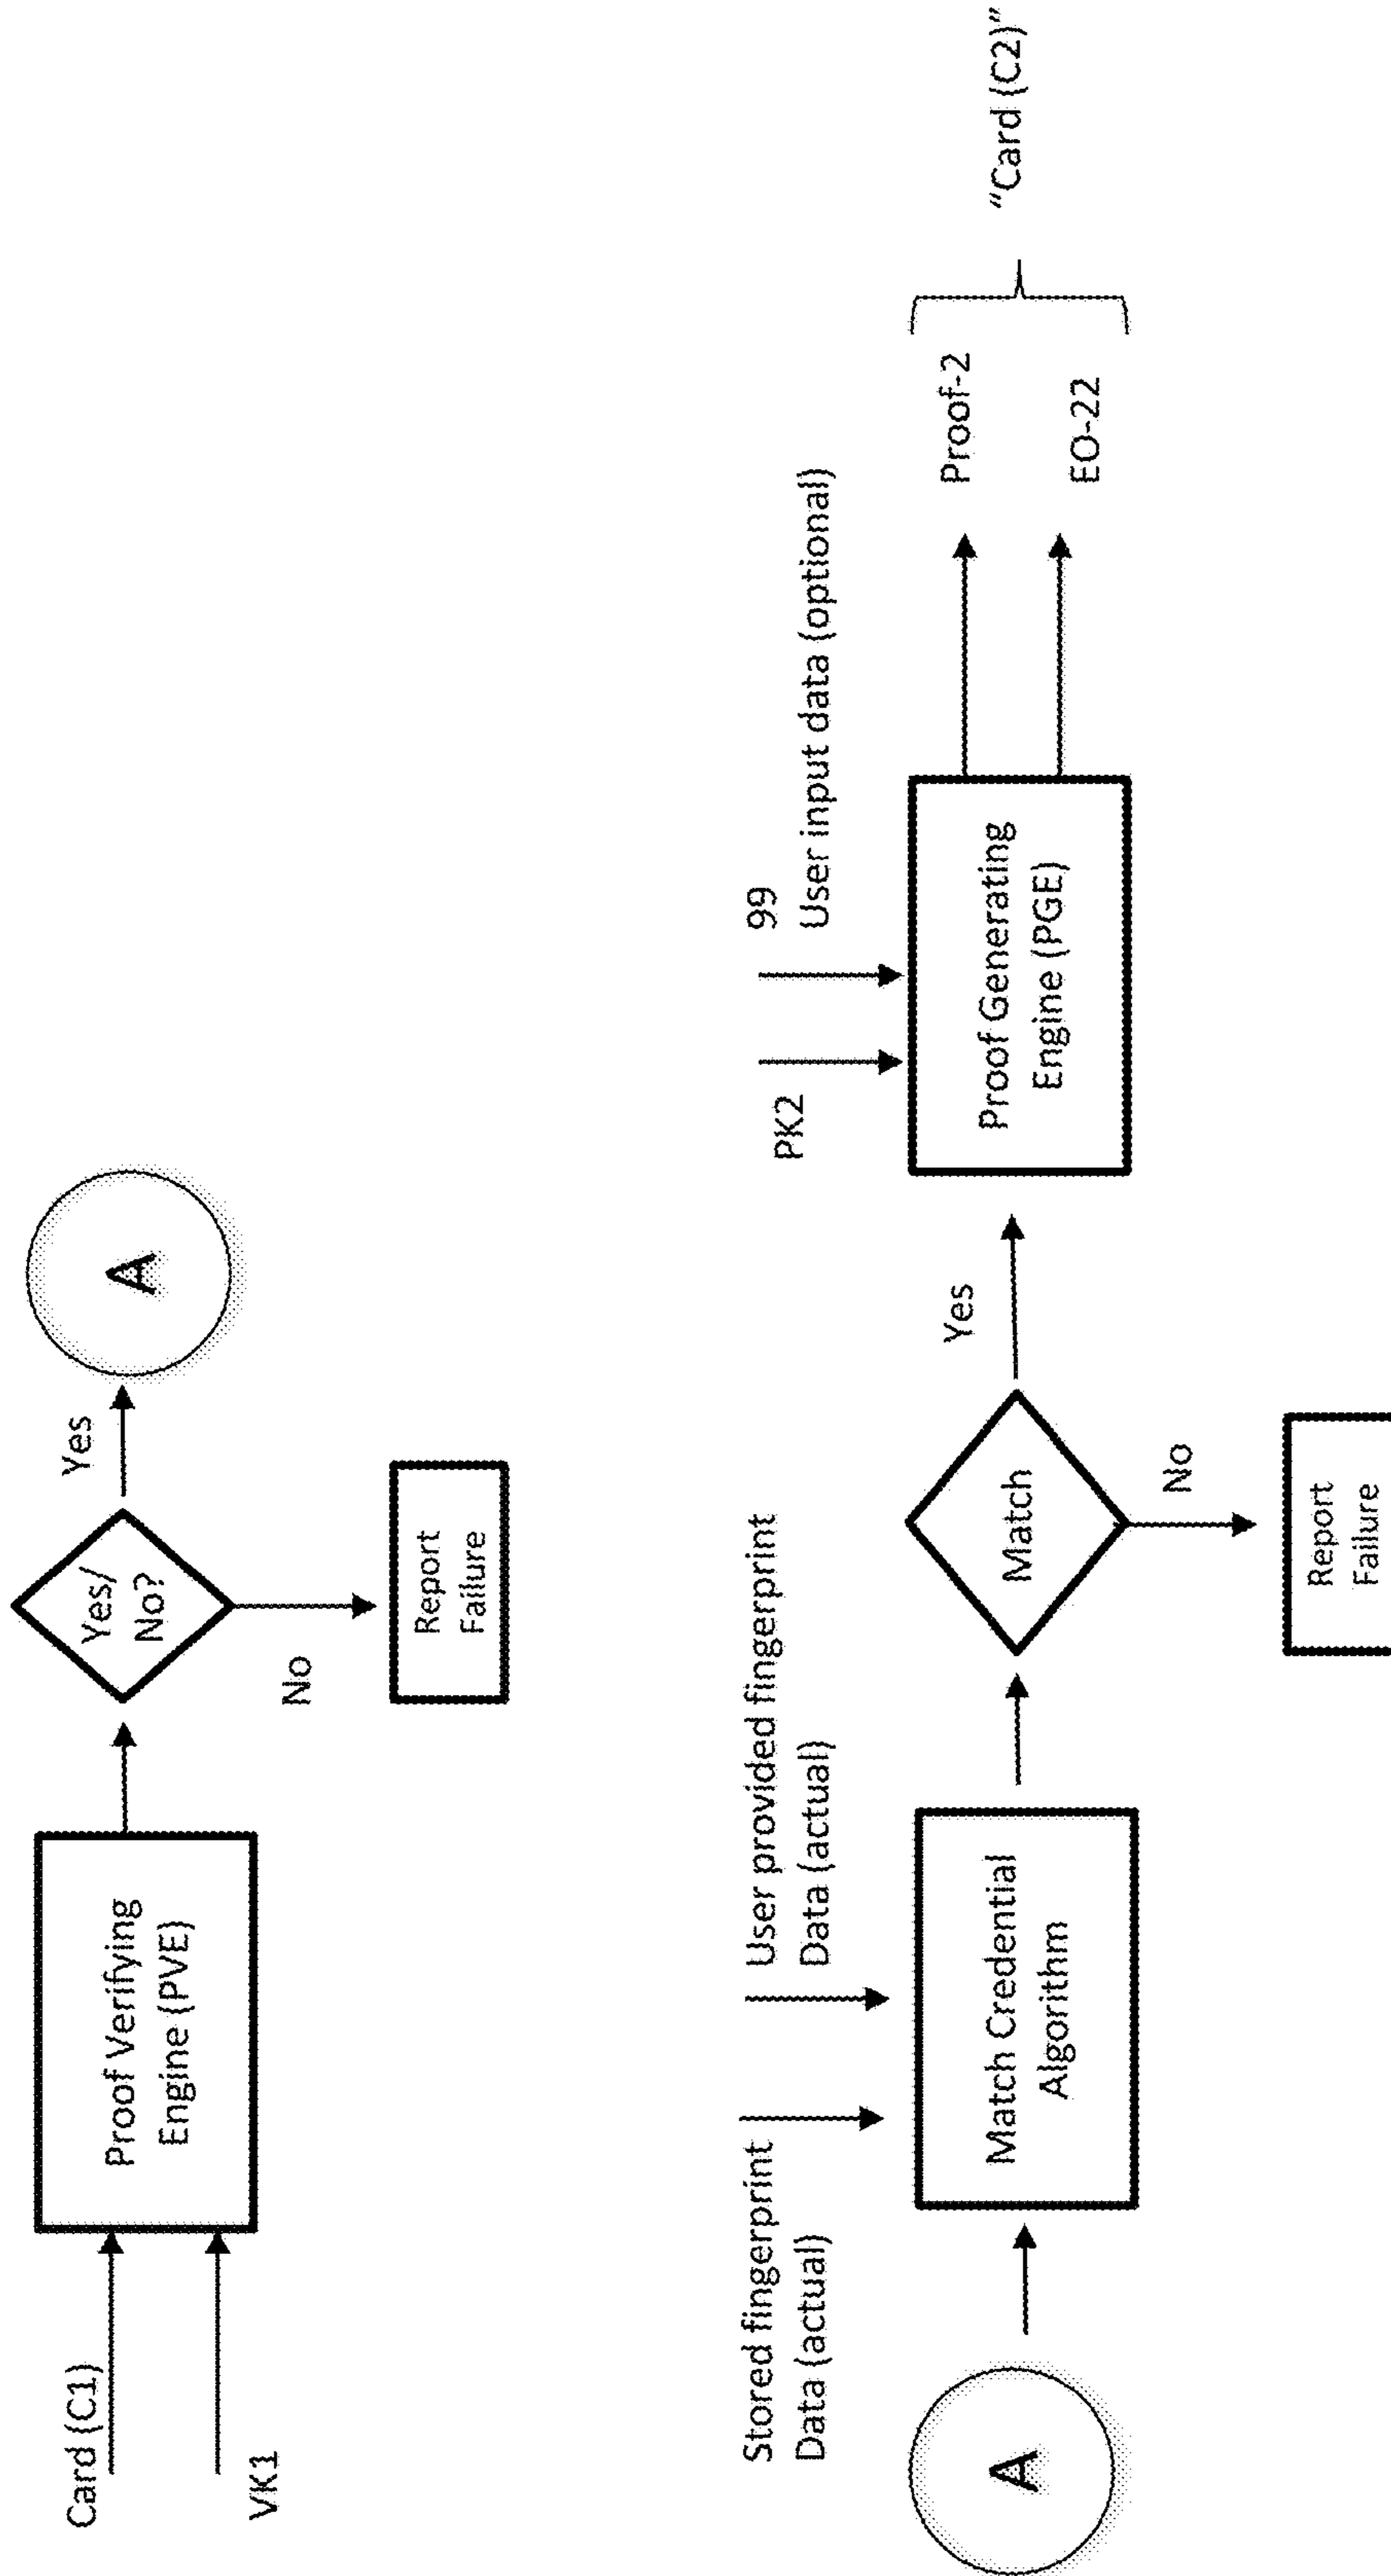 Card (C1)
VK1
Proof Verifying
Engine (PVE)
Yes/
No?
Yes
A
No
Report
Failure
A
Stored fingerprint
Data (actual)
User provided fingerprint
Data (actual)
Match Credential
Algorithm
Match
Yes
No
Report
Failure
PK2
99
User input data (optional)
Proof Generating
Engine (PGE)
Proof-2
EO-22
“Card (C2)”